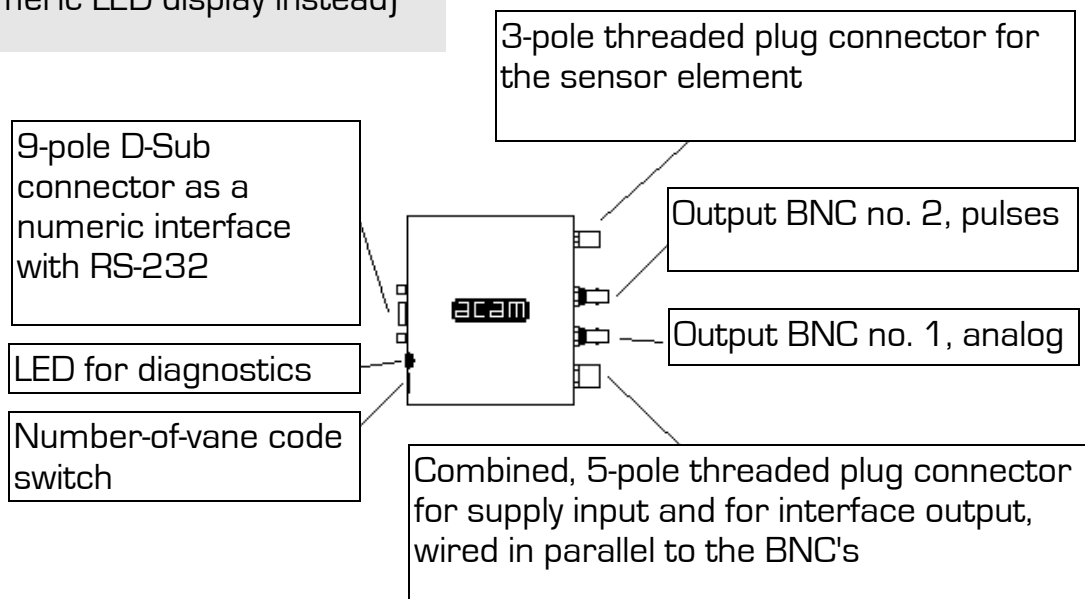 LED display instead)
3-pole threaded plug connector for
the sensor element
9-pole D-Sub
connector as a
numeric interface
with RS-232
Output BNC no. 2, pulses
acam
Output BNC no. 1, analog
LED for diagnostics
Number-of-vane code
switch
Combined, 5-pole threaded plug connector
for supply input and for interface output,
wired in parallel to the BNC's